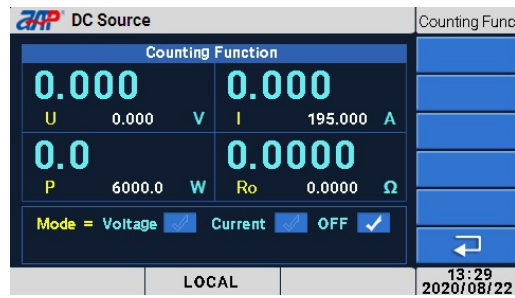 AAP DC Source
Counting Func
Counting Function
0.000 0.000
U 0.000 V I 195.000 A
0.0 0.0000
P 6000.0 W Ro 0.0000 Ω
Mode = Voltage Current OFF
LOCAL
13:29
2020/08/22